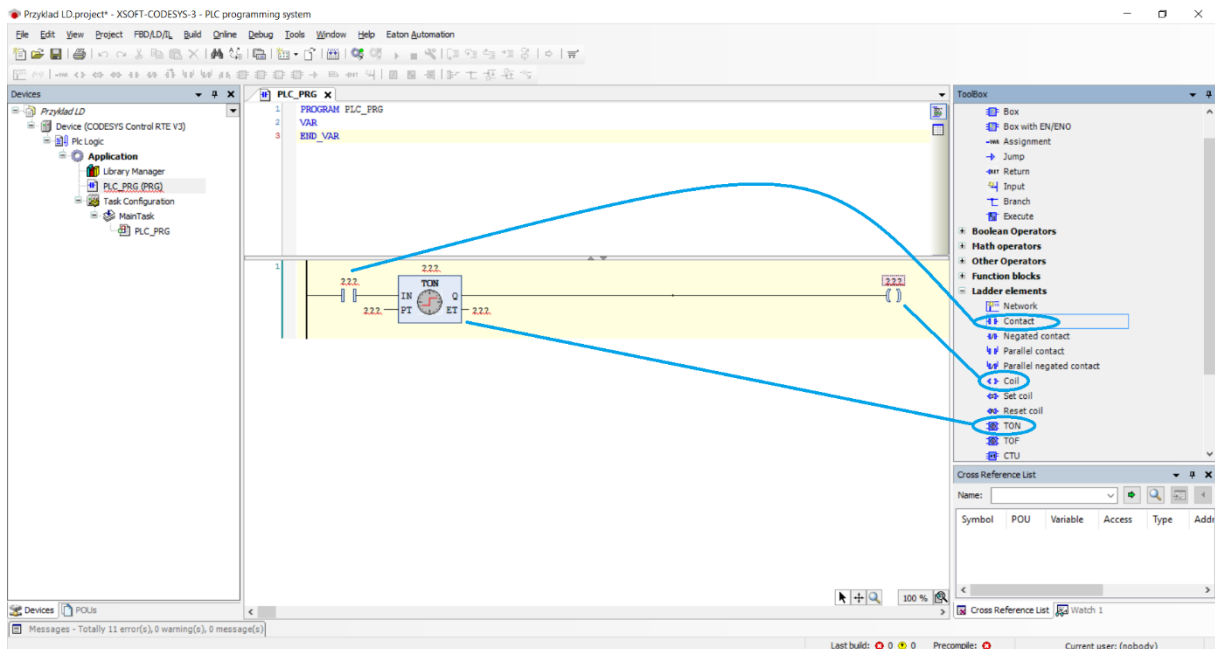 Przyklad LD.project* - XSOFT-CODESYS-3 - PLC programming system
File Edit View Project FBD/LD/IL Build Online Debug Tools Window Help Eaton Automation
Devices
Przyklad LD
Device (CODESYS Control RTE V3)
Plc Logic
Application
Library Manager
PLC_PRG (PRG)
Task Configuration
MainTask
PLC_PRG
Devices POUs
PLC_PRG
1 PROGRAM PLC_PRG
2 VAR
3 END_VAR
1
???
???
TON
IN Q
??? PT ET ???
???
100 %
ToolBox
Box
Box with EN/ENO
Assignment
Jump
Return
Input
Branch
Execute
Boolean Operators
Math operators
Other Operators
Function blocks
Ladder elements
Network
Contact
Negated contact
Parallel contact
Parallel negated contact
Coil
Set coil
Reset coil
TON
TOF
CTU
Cross Reference List
Name:
Symbol POU Variable Access Type Addr
Cross Reference List Watch 1
Messages - Totally 11 error(s), 0 warning(s), 0 message(s)
Last build: 0 0 Precompile: Current user: (nobody)